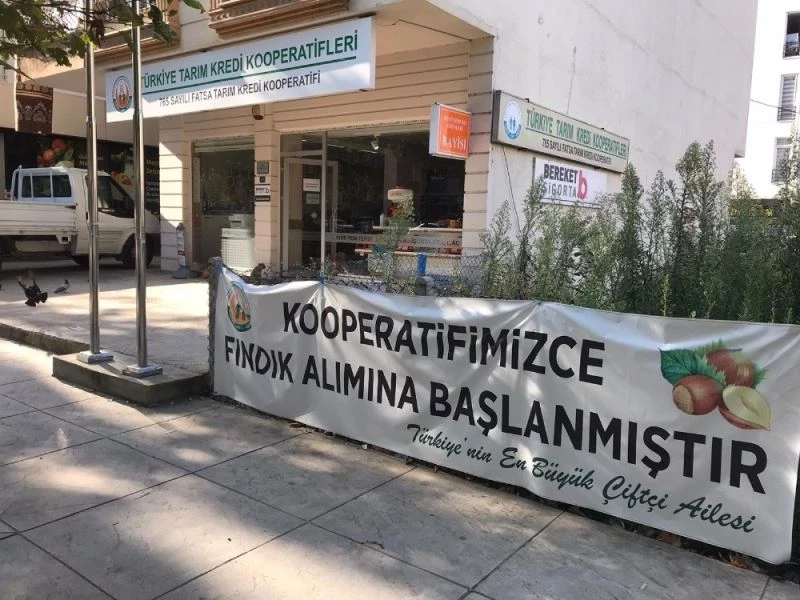 TÜRKİYE TARIM KREDİ KOOPERATİFLERİ
765 SAYILI FATSA TARIM KREDİ KOOPERATİFİ
BAYİSİ
TÜRKİYE TARIM KREDİ KOOPERATİFLERİ
765 SAYILI FATSA TARIM KREDİ KOOPERATİFİ
BEREKET
SİGORTA
KOOPERATİFİMİZCE
FINDIK ALIMINA BAŞLANMIŞTIR
Türkiye'nin En Büyük Çiftçi Ailesi